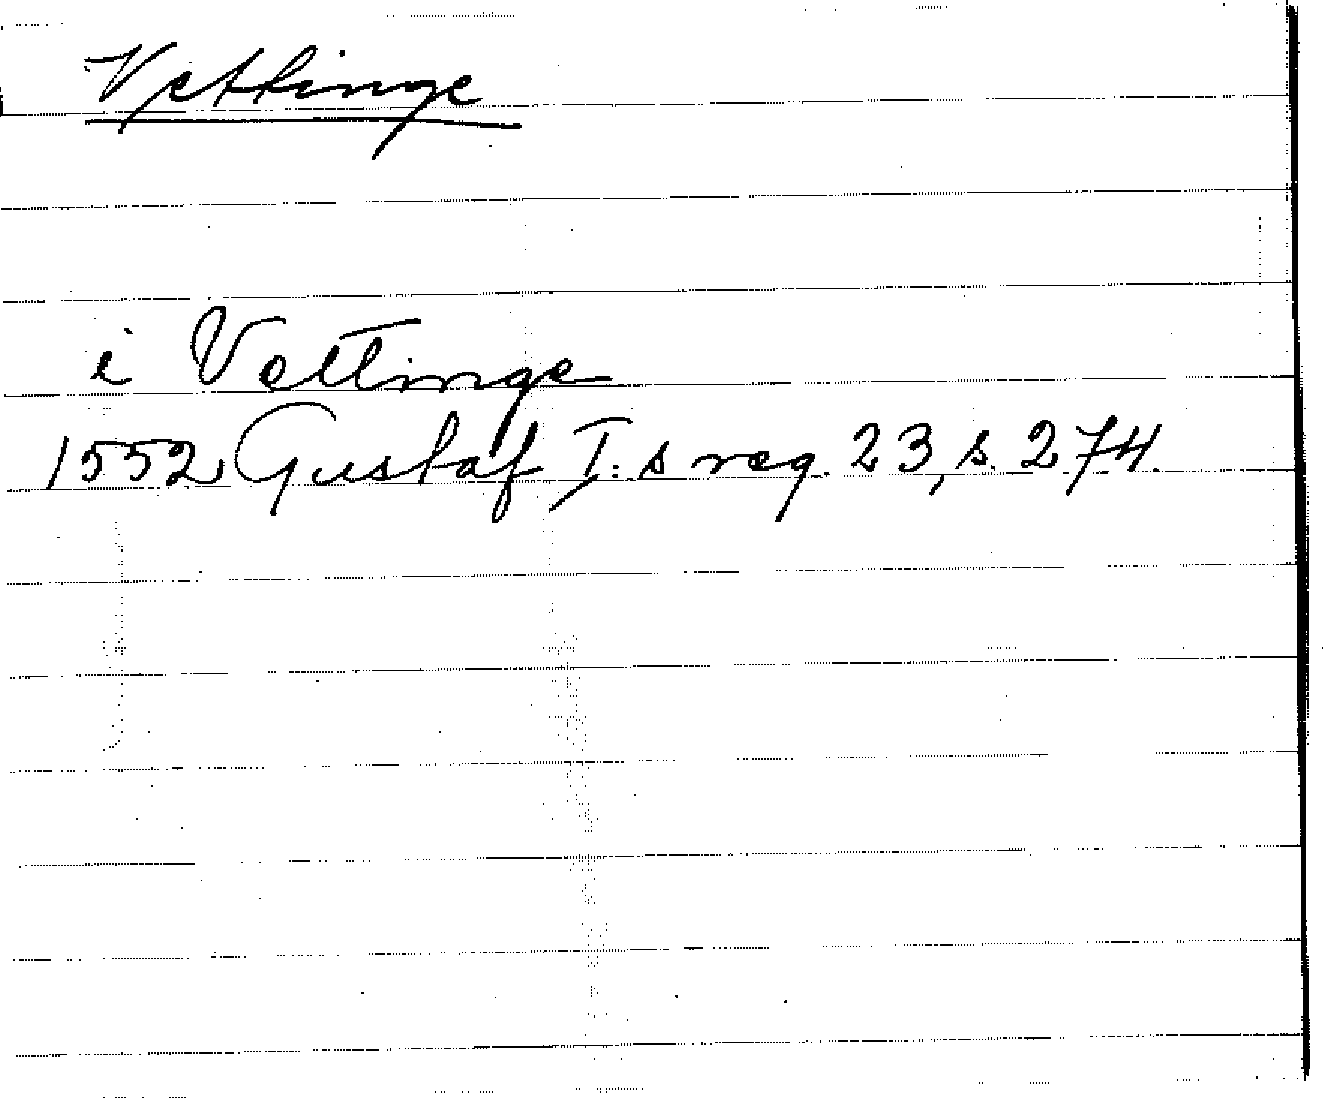 Vettinge
i Vettinge
1552 Gustaf I:s reg. 23, s. 274.